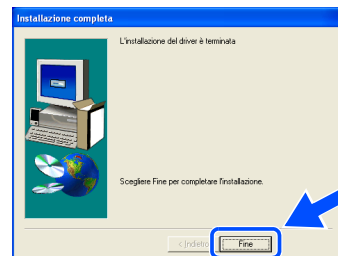 Installazione completa
L'installazione del driver è terminata
Scegliere Fine per completare l'installazione.
< Indietro
Fine